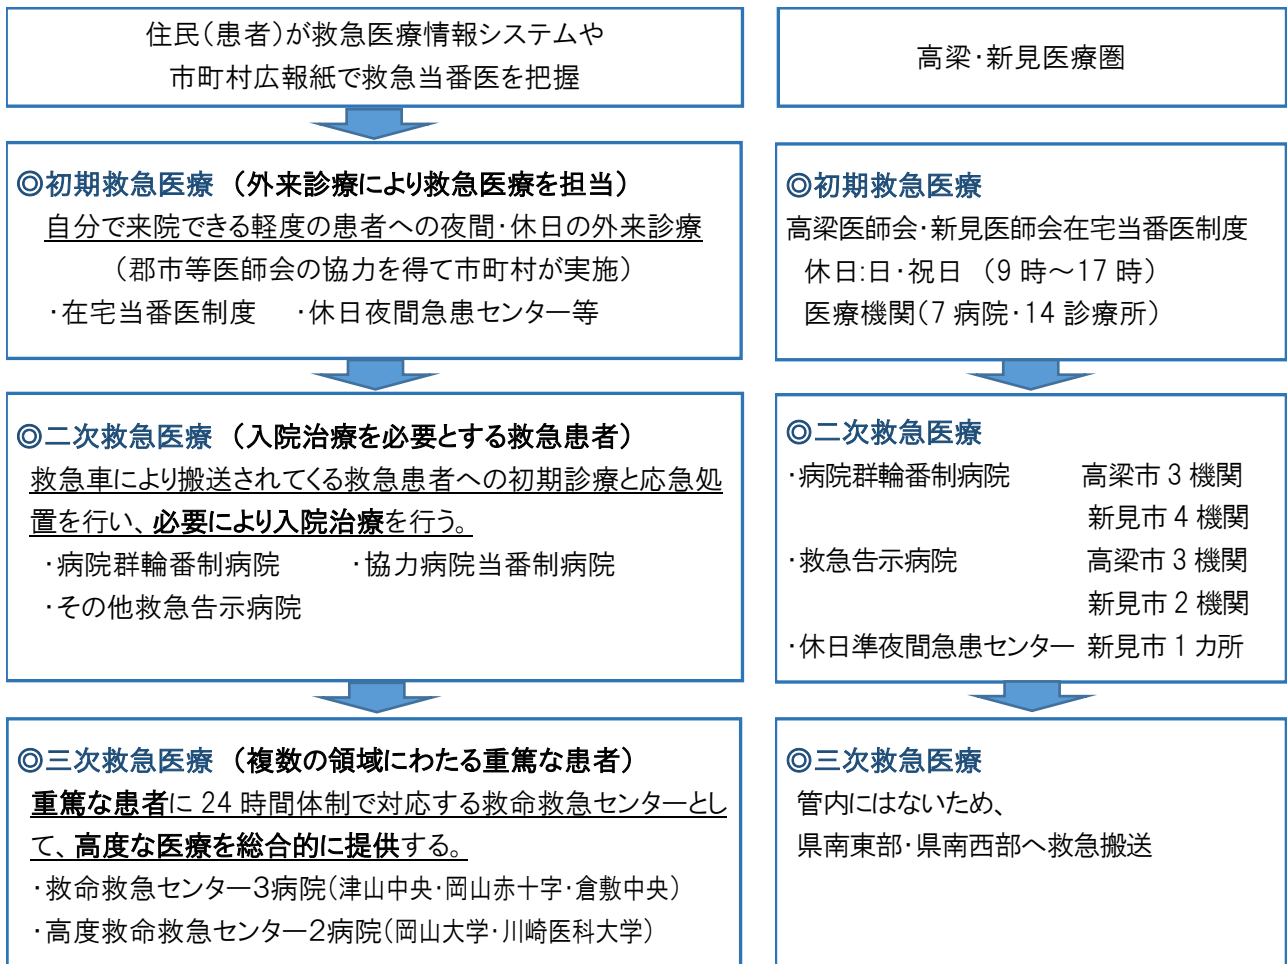 住民(患者)が救急医療情報システムや
市町村広報紙で救急当番医を把握
◎初期救急医療 (外来診療により救急医療を担当)
自分で来院できる軽度の患者への夜間・休日の外来診療
(郡市等医師会の協力を得て市町村が実施)
・在宅当番医制度 ・休日夜間急患センター等
◎二次救急医療 (入院治療を必要とする救急患者)
救急車により搬送されてくる救急患者への初期診療と応急処
置を行い、必要により入院治療を行う。
・病院群輪番制病院 ・協力病院当番制病院
・その他救急告示病院
◎三次救急医療 (複数の領域にわたる重篤な患者)
重篤な患者に 24 時間体制で対応する救命救急センターとし
て、高度な医療を総合的に提供する。
・救命救急センター3病院(津山中央・岡山赤十字・倉敷中央)
・高度救命救急センター2病院(岡山大学・川崎医科大学)
高梁・新見医療圏
◎初期救急医療
高梁医師会・新見医師会在宅当番医制度
休日:日・祝日 (9 時~17 時)
医療機関(7 病院・14 診療所)
◎二次救急医療
・病院群輪番制病院 高梁市 3 機関
新見市 4 機関
・救急告示病院 高梁市 3 機関
新見市 2 機関
・休日準夜間急患センター 新見市 1 カ所
◎三次救急医療
管内にはないため、
県南東部・県南西部へ救急搬送